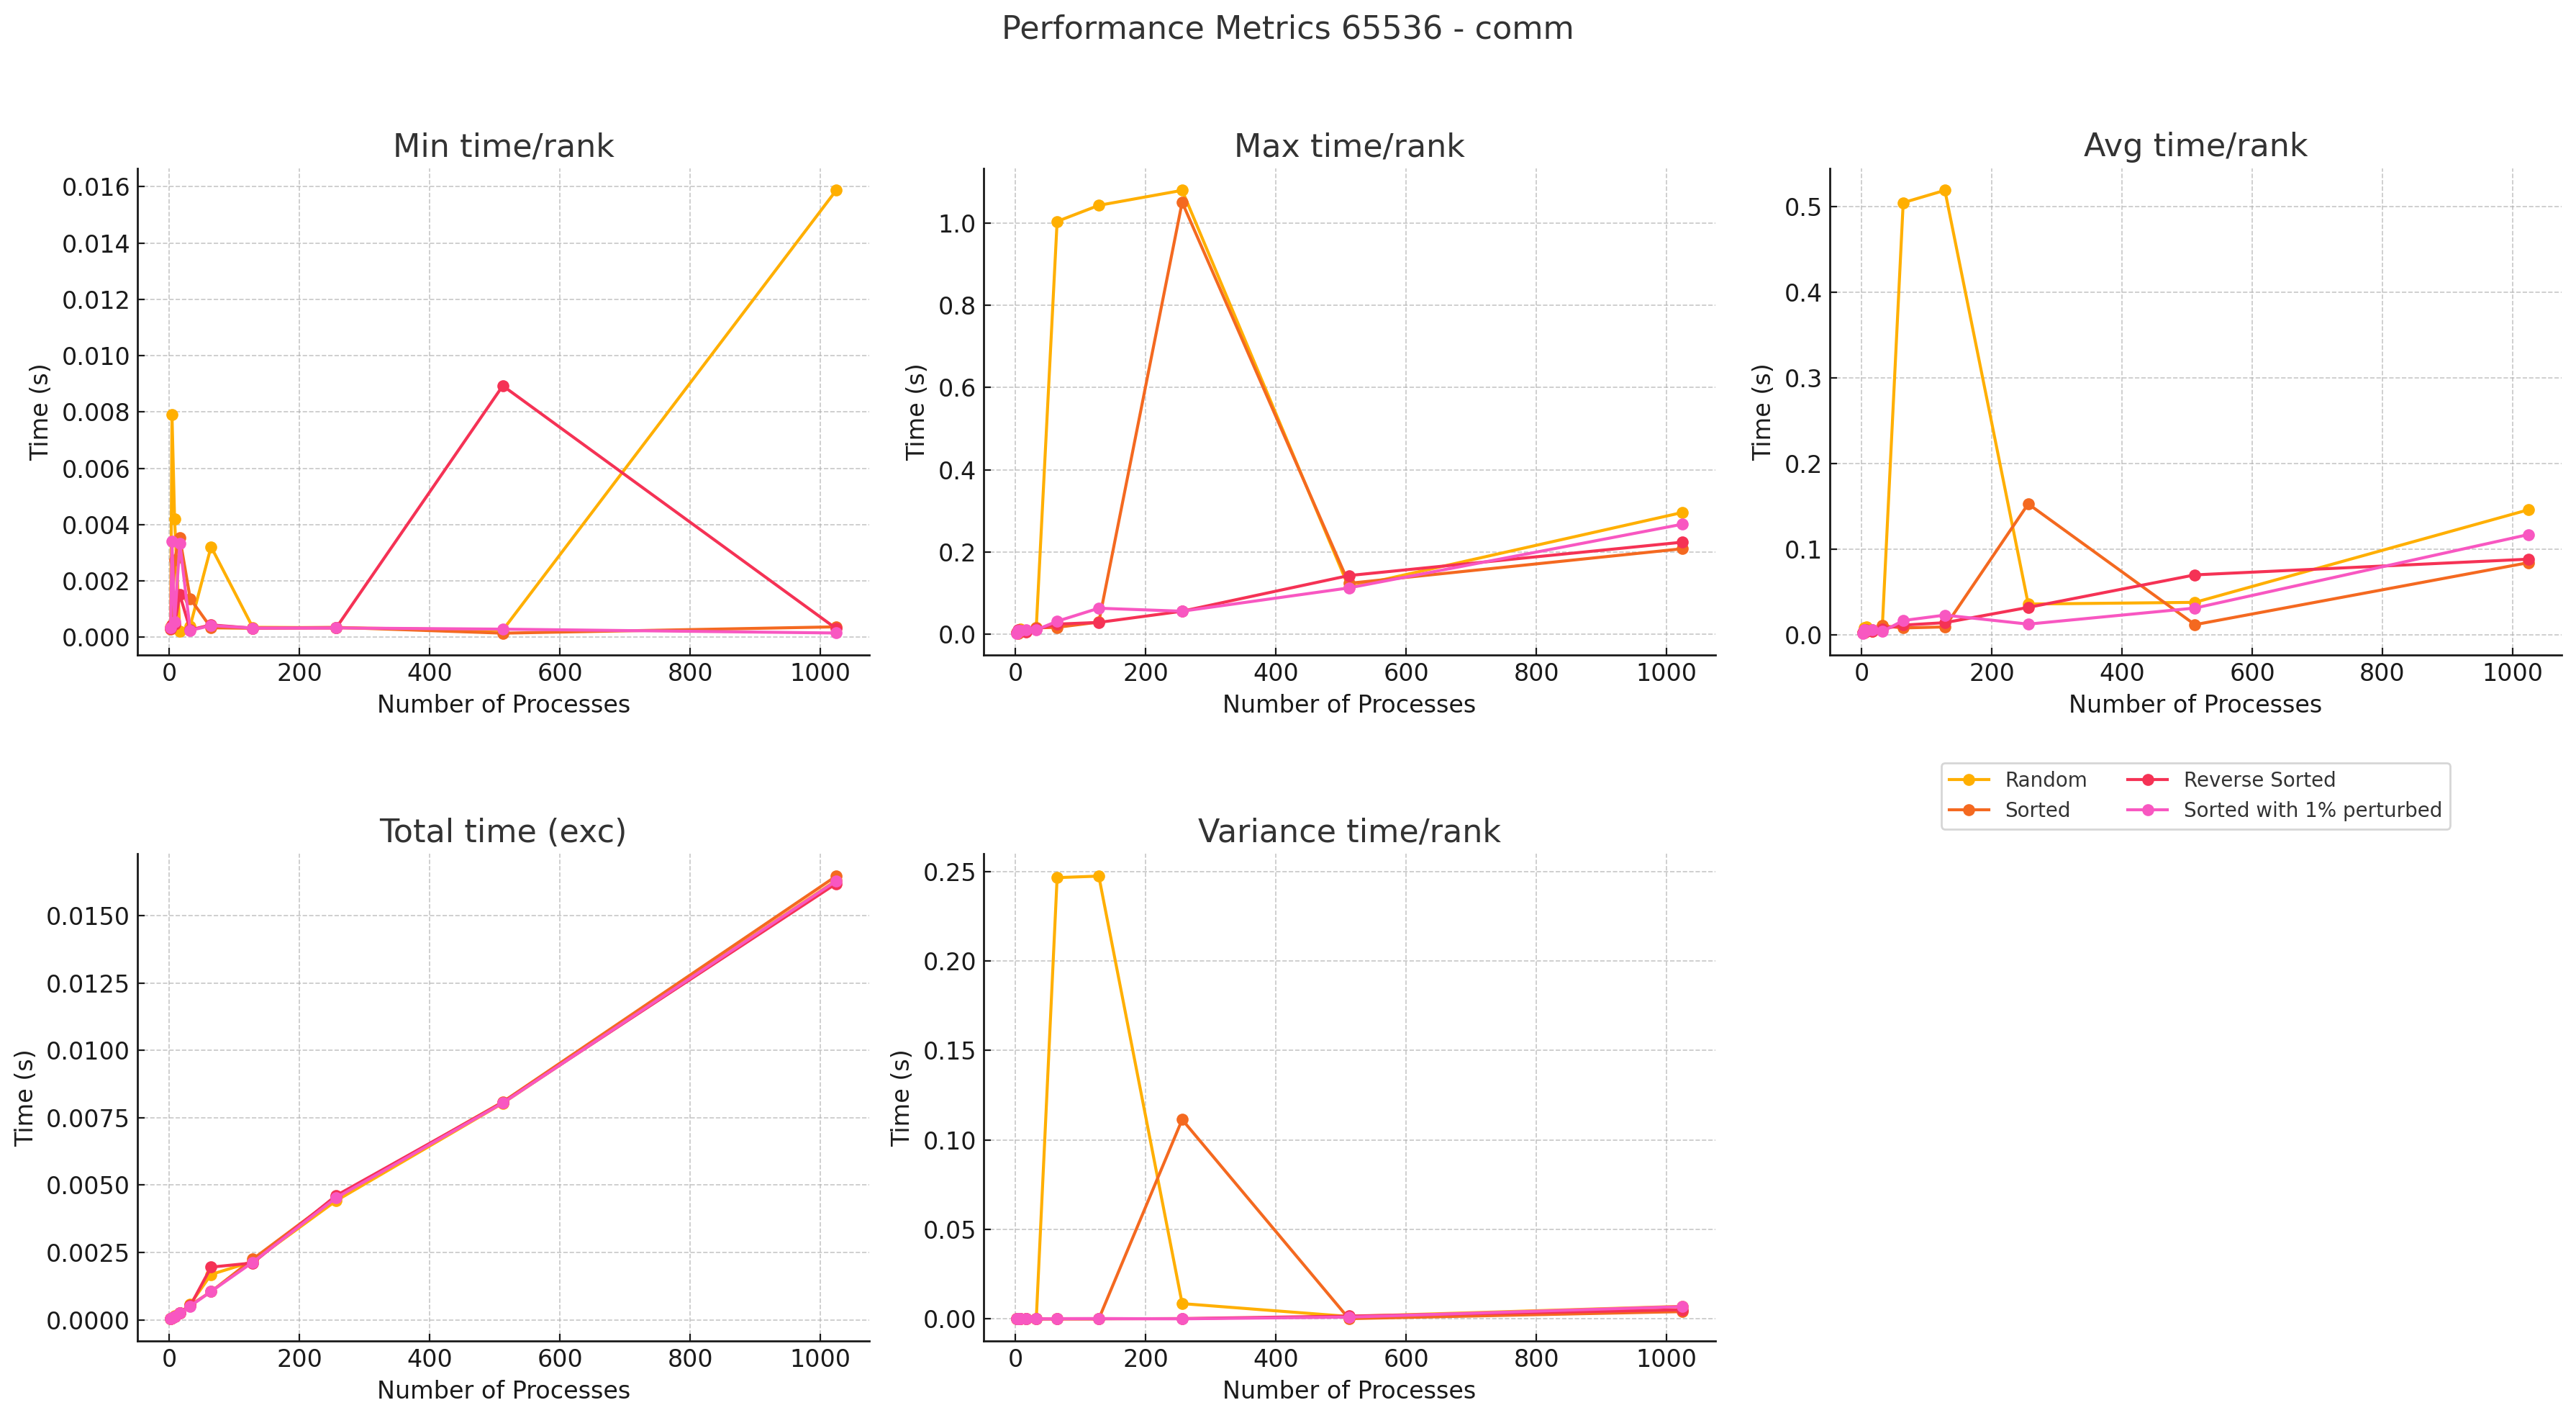 Performance Metrics 65536 - comm
Min time/rank
Time (s)
0.016
0.014
0.012
0.010
0.008
0.006
0.004
0.002
0.000
0 200 400 600 800 1000
Number of Processes
Max time/rank
Time (s)
1.0
0.8
0.6
0.4
0.2
0.0
0 200 400 600 800 1000
Number of Processes
Avg time/rank
Time (s)
0.5
0.4
0.3
0.2
0.1
0.0
0 200 400 600 800 1000
Number of Processes
Random
Sorted
Reverse Sorted
Sorted with 1% perturbed
Total time (exc)
Time (s)
0.0150
0.0125
0.0100
0.0075
0.0050
0.0025
0.0000
0 200 400 600 800 1000
Number of Processes
Variance time/rank
Time (s)
0.25
0.20
0.15
0.10
0.05
0.00
0 200 400 600 800 1000
Number of Processes